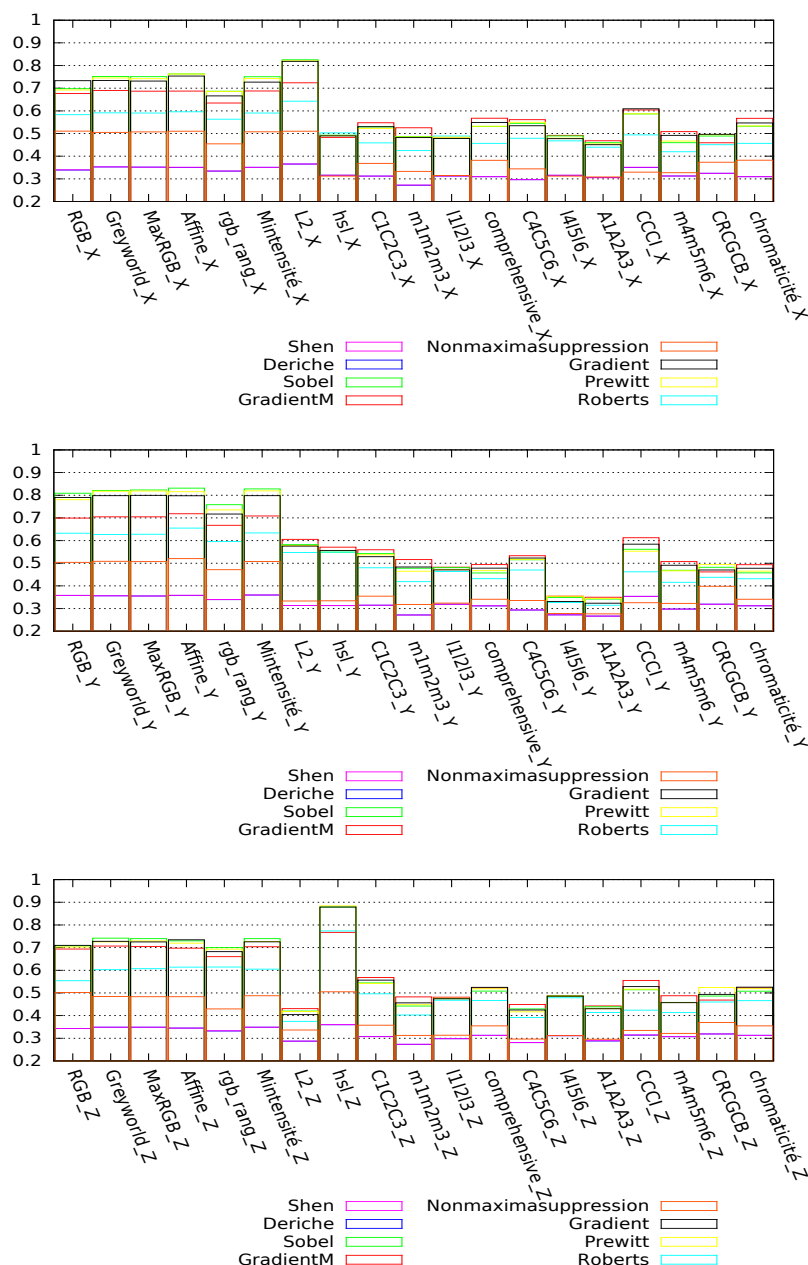 1
0.9
0.8
0.7
0.6
0.5
0.4
0.3
0.2
RGB_X
Greyworld_X
MaxRGB_X
Affine_X
rgb_rang_X
Mintensité_X
L2_X
hsl_X
C1C2C3_X
m1m2m3_X
I1I2I3_X
comprehensive_X
C4C5C6_X
I4I5I6_X
A1A2A3_X
CCCI_X
m4m5m6_X
CRCGCB_X
chromaticité_X
Shen
Deriche
Sobel
GradientM
Nonmaximasuppression
Gradient
Prewitt
Roberts
1
0.9
0.8
0.7
0.6
0.5
0.4
0.3
0.2
RGB_Y
Greyworld_Y
MaxRGB_Y
Affine_Y
rgb_rang_Y
Mintensité_Y
L2_Y
hsl_Y
C1C2C3_Y
m1m2m3_Y
I1I2I3_Y
comprehensive_Y
C4C5C6_Y
I4I5I6_Y
A1A2A3_Y
CCCI_Y
m4m5m6_Y
CRCGCB_Y
chromaticité_Y
Shen
Deriche
Sobel
GradientM
Nonmaximasuppression
Gradient
Prewitt
Roberts
1
0.9
0.8
0.7
0.6
0.5
0.4
0.3
0.2
RGB_Z
Greyworld_Z
MaxRGB_Z
Affine_Z
rgb_rang_Z
Mintensité_Z
L2_Z
hsl_Z
C1C2C3_Z
m1m2m3_Z
I1I2I3_Z
comprehensive_Z
C4C5C6_Z
I4I5I6_Z
A1A2A3_Z
CCCI_Z
m4m5m6_Z
CRCGCB_Z
chromaticité_Z
Shen
Deriche
Sobel
GradientM
Nonmaximasuppression
Gradient
Prewitt
Roberts